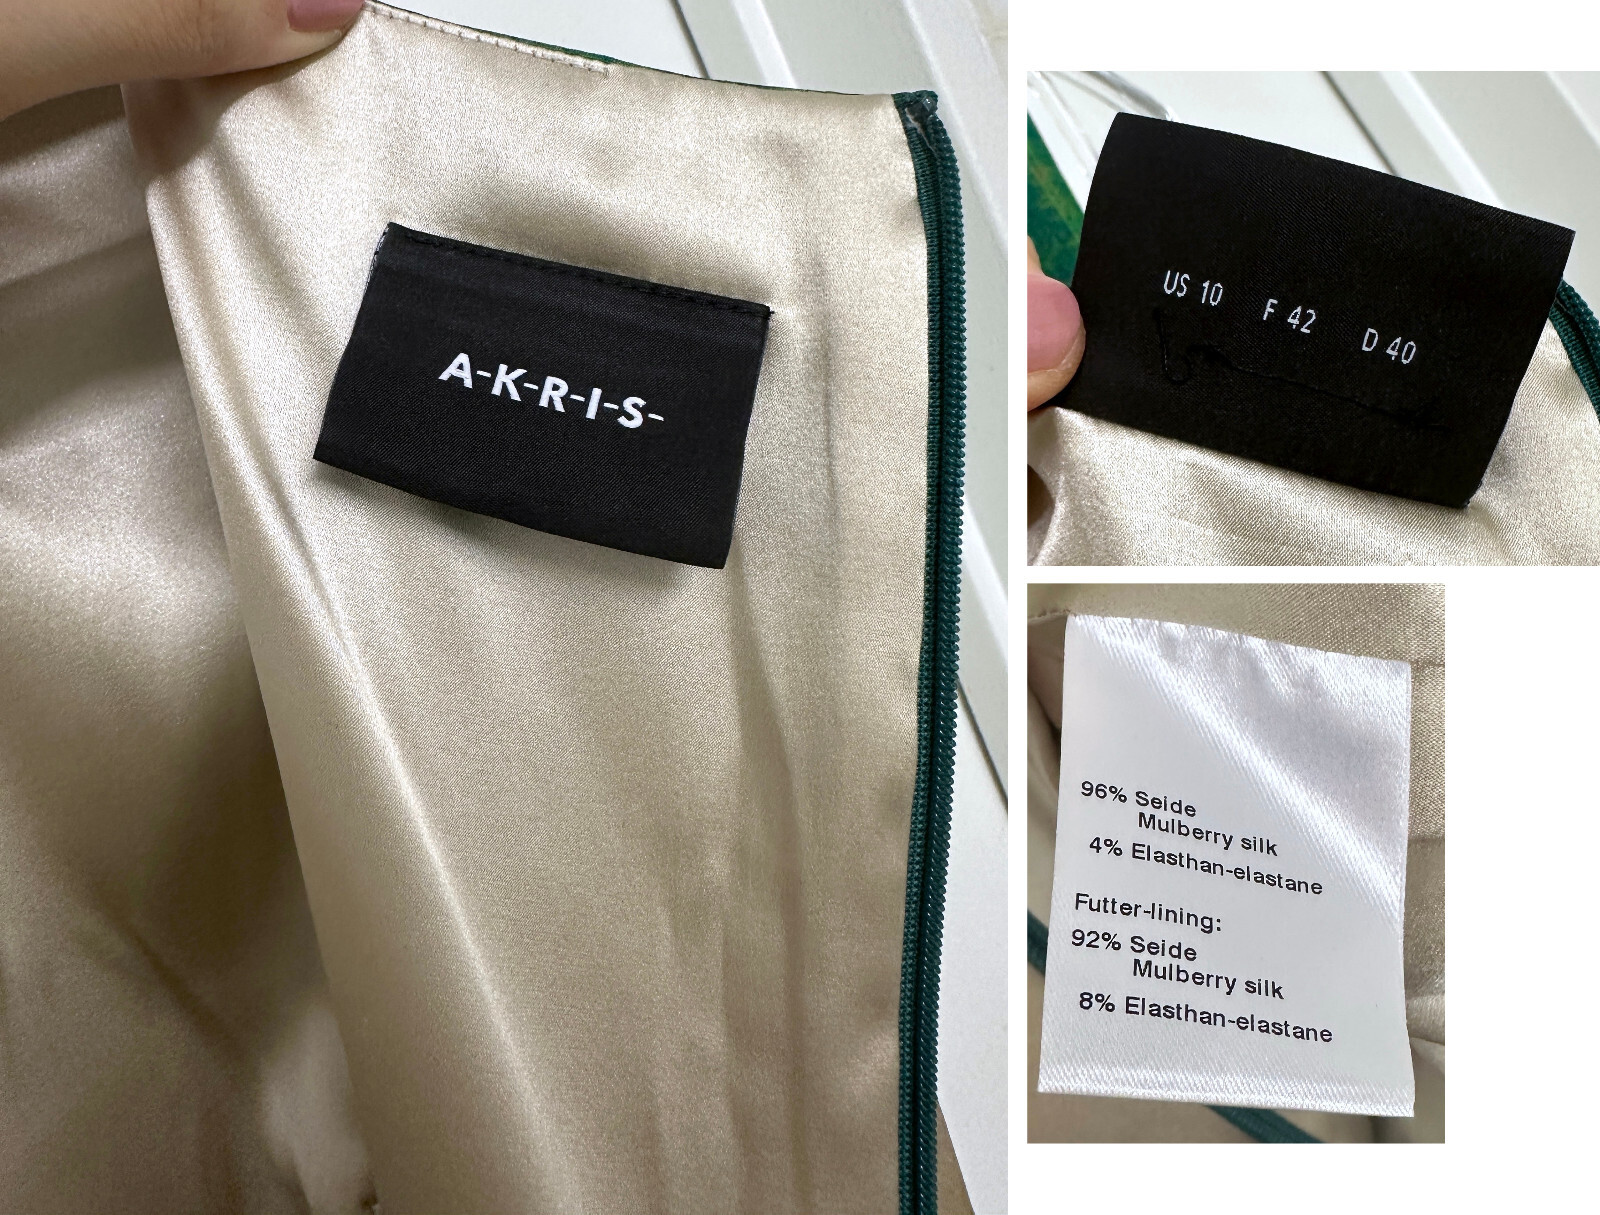 A-K-R-I-S-
US 10 F 42 D 40
96% Seide
Mulberry silk
4% Elasthan-elastane
Futter-lining:
92% Seide
Mulberry silk
8% Elasthan-elastane